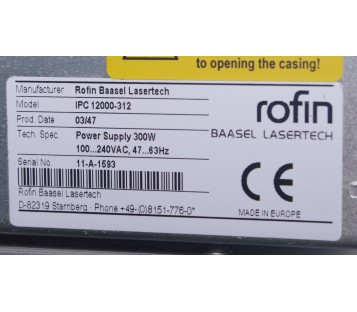 to opening the casing!
Manufacturer Rofin Baasel Lasertech
Model IPC 12000-312
Prod. Date 03/47
Tech. Spec. Power Supply 300W
100...240VAC, 47...63Hz
Serial No. 11-A-1593
Rofin Baasel Lasertech
D-82319 Starnberg · Phone +49-(0)8151-776-0*
rofin
BAASEL LASERTECH
CE
MADE IN EUROPE